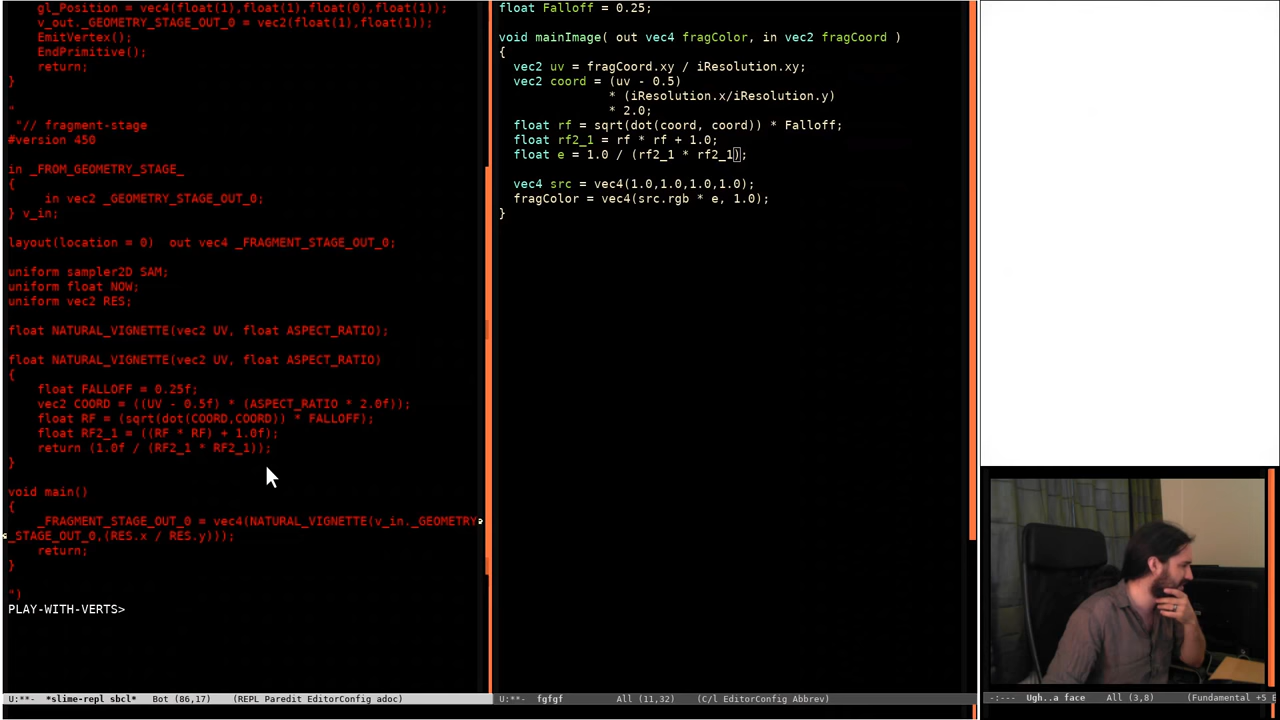 gl_Position = vec4(float(1),float(1),float(0),float(1));
v_out._GEOMETRY_STAGE_OUT_0 = vec2(float(1),float(1));
EmitVertex();
EndPrimitive();
return;
}
"
"// fragment-stage
#version 450
in _FROM_GEOMETRY_STAGE_
{
in vec2 _GEOMETRY_STAGE_OUT_0;
} v_in;
layout(location = 0)  out vec4 _FRAGMENT_STAGE_OUT_0;
uniform sampler2D SAM;
uniform float NOW;
uniform vec2 RES;
float NATURAL_VIGNETTE(vec2 UV, float ASPECT_RATIO);
float NATURAL_VIGNETTE(vec2 UV, float ASPECT_RATIO)
{
float FALLOFF = 0.25f;
vec2 COORD = ((UV - 0.5f) * (ASPECT_RATIO * 2.0f));
float RF = (sqrt(dot(COORD,COORD)) * FALLOFF);
float RF2_1 = ((RF * RF) + 1.0f);
return (1.0f / (RF2_1 * RF2_1));
}
void main()
{
_FRAGMENT_STAGE_OUT_0 = vec4(NATURAL_VIGNETTE(v_in._GEOMETRY
_STAGE_OUT_0,(RES.x / RES.y)));
return;
}
")
PLAY-WITH-VERTS>
U:**-  *slime-repl sbcl*   Bot (86,17)    (REPL Paredit EditorConfig adoc)
float Falloff = 0.25;
void mainImage( out vec4 fragColor, in vec2 fragCoord )
{
vec2 uv = fragCoord.xy / iResolution.xy;
vec2 coord = (uv - 0.5)
* (iResolution.x/iResolution.y)
* 2.0;
float rf = sqrt(dot(coord, coord)) * Falloff;
float rf2_1 = rf * rf + 1.0;
float e = 1.0 / (rf2_1 * rf2_1);
vec4 src = vec4(1.0,1.0,1.0,1.0);
fragColor = vec4(src.rgb * e, 1.0);
}
U:**-  fgfgf          All (11,32)    (C/l EditorConfig Abbrev)
-:---  Ugh..a face    All (3,8)      (Fundamental +5 E